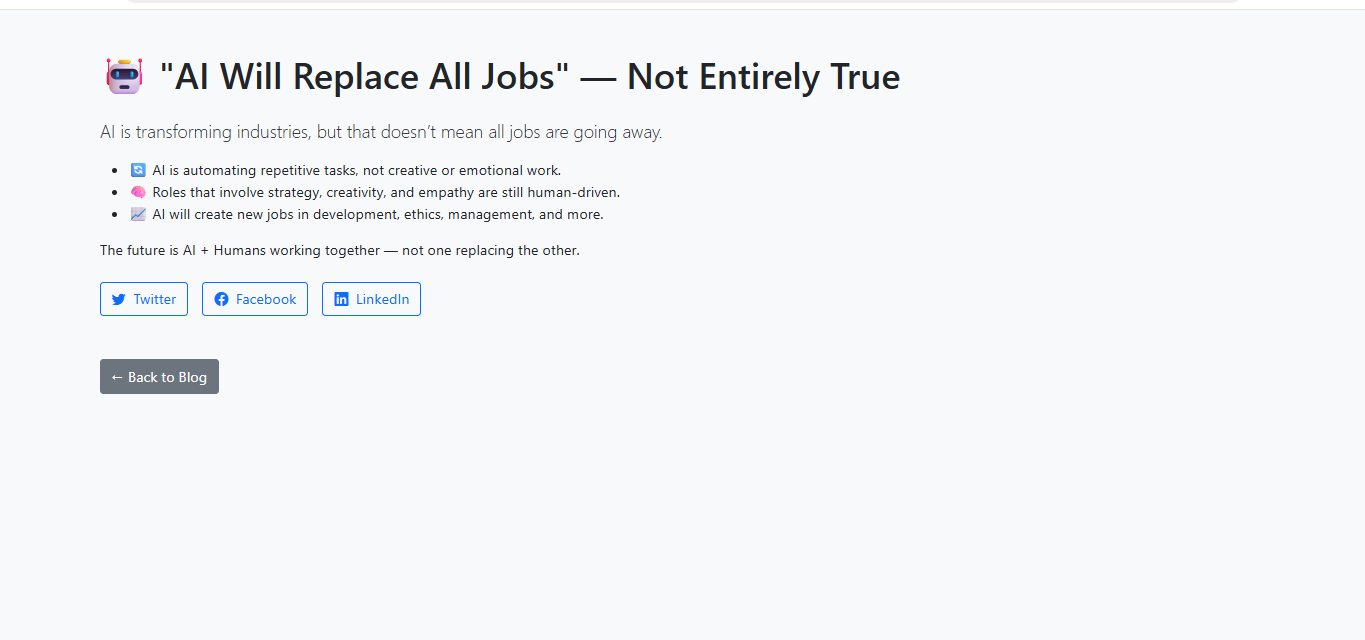 "AI Will Replace All Jobs" — Not Entirely True
AI is transforming industries, but that doesn’t mean all jobs are going away.
AI is automating repetitive tasks, not creative or emotional work.
Roles that involve strategy, creativity, and empathy are still human-driven.
AI will create new jobs in development, ethics, management, and more.
The future is AI + Humans working together — not one replacing the other.
Twitter Facebook LinkedIn
← Back to Blog